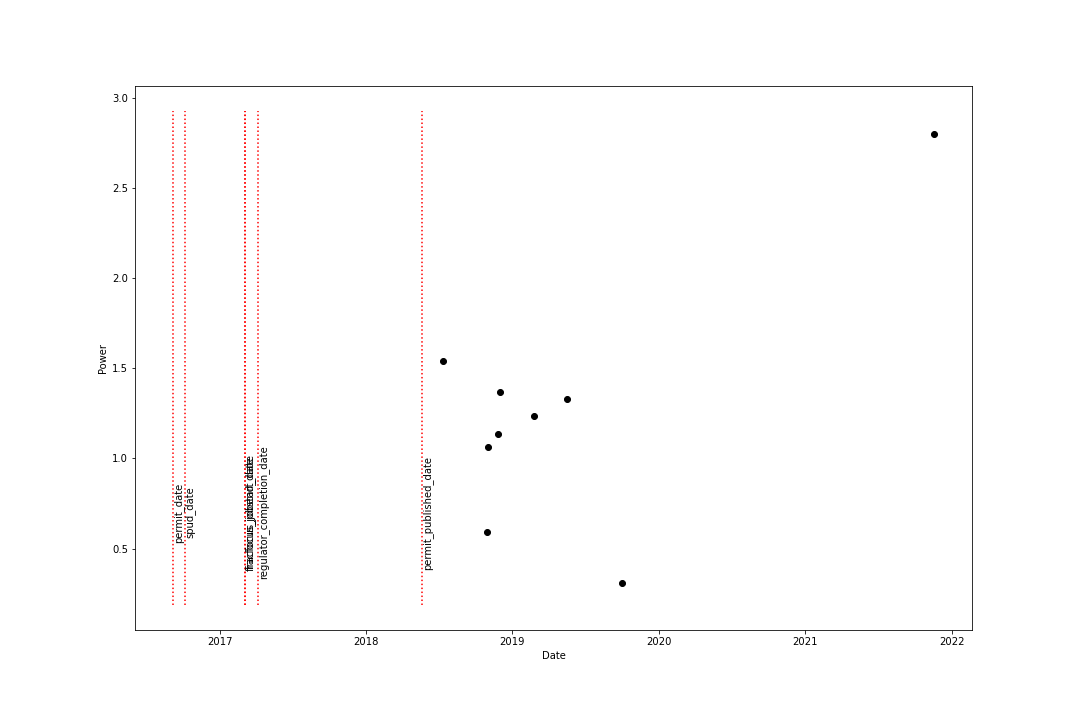 3.0
2.5
2.0
1.5
1.0
0.5
Power
permit_date
spud_date
regulator_completion_date
permit_published_date
2017
2018
2019
2020
2021
2022
Date